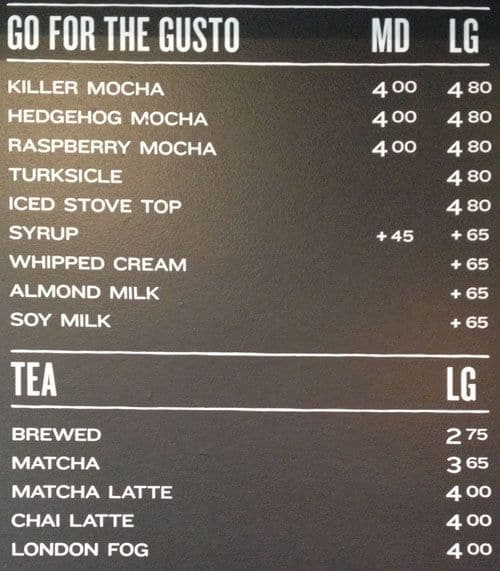 GO FOR THE GUSTO MD LG
KILLER MOCHA 4 00 4 80
HEDGEHOG MOCHA 4 00 4 80
RASPBERRY MOCHA 4 00 4 80
TURKSICLE 4 80
ICED STOVE TOP 4 80
SYRUP + 45 + 65
WHIPPED CREAM + 65
ALMOND MILK + 65
SOY MILK + 65
TEA LG
BREWED 2 75
MATCHA 3 65
MATCHA LATTE 4 00
CHAI LATTE 4 00
LONDON FOG 4 00